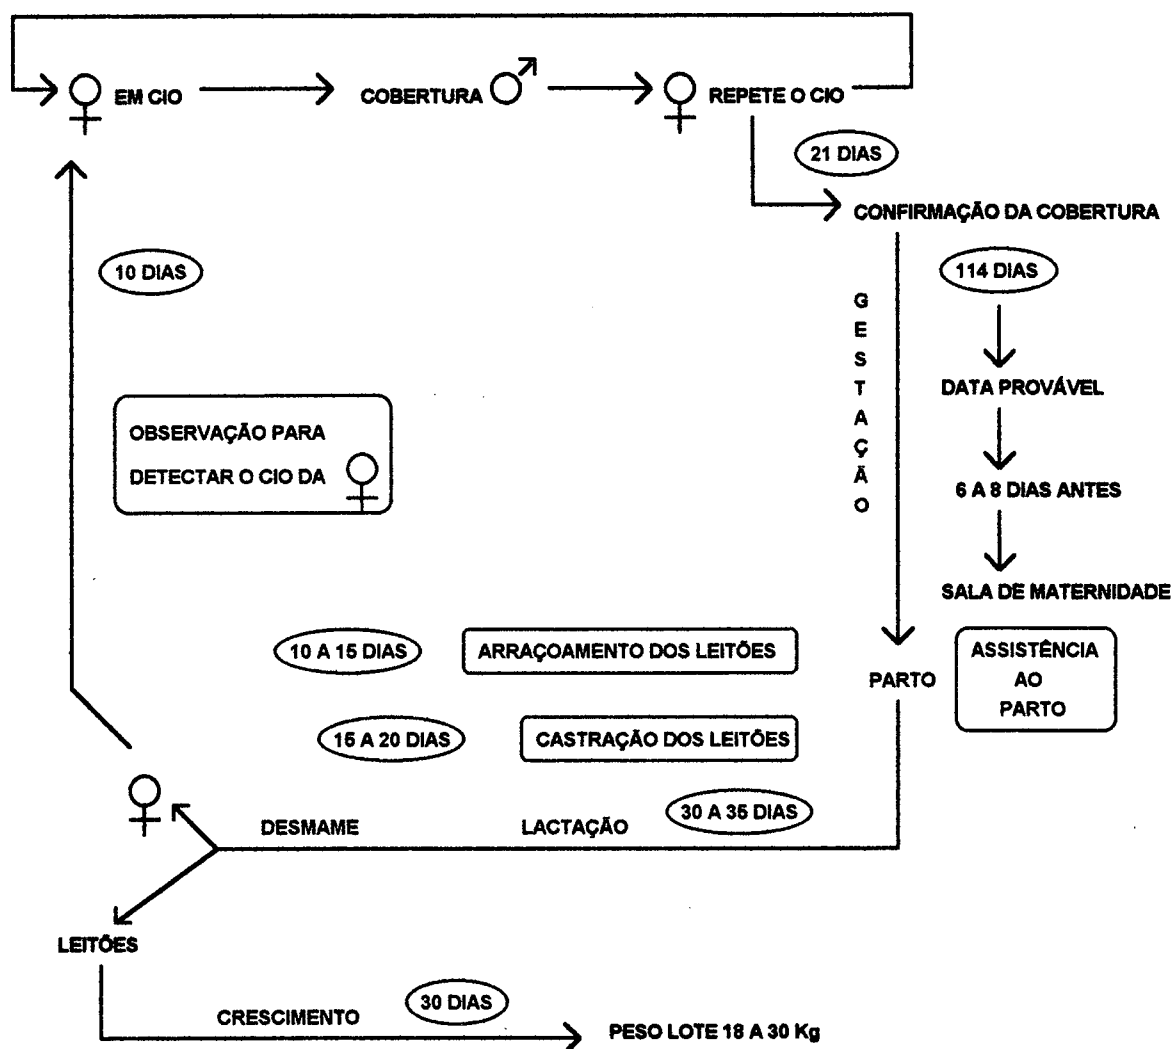 EM CIO
COBERTURA
REPETE O CIO
21 DIAS
CONFIRMAÇÃO DA COBERTURA
10 DIAS
114 DIAS
GESTAÇÃO
DATA PROVÁVEL
OBSERVAÇÃO PARA
DETECTAR O CIO DA
6 A 8 DIAS ANTES
SALA DE MATERNIDADE
10 A 15 DIAS
ARRAÇOAMENTO DOS LEITÕES
PARTO
ASSISTÊNCIA
AO
PARTO
15 A 20 DIAS
CASTRAÇÃO DOS LEITÕES
30 A 35 DIAS
DESMAME
LACTAÇÃO
LEITÕES
CRESCIMENTO
30 DIAS
PESO LOTE 18 A 30 Kg